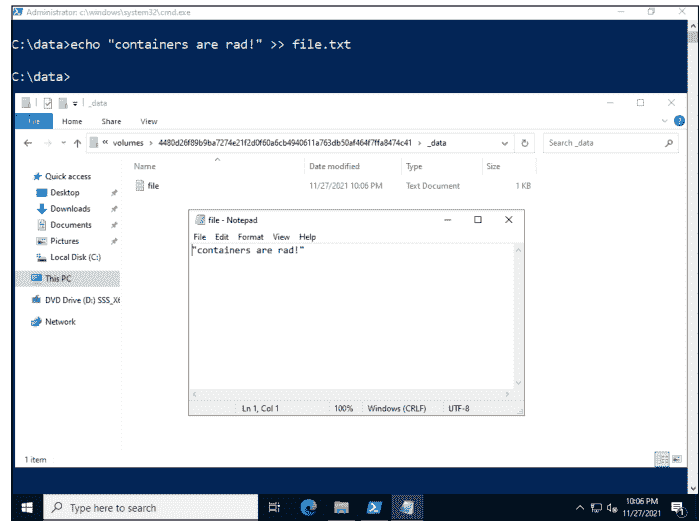 Administrator: c:\windows\system32\cmd.exe
C:\data>echo "containers are rad!" >> file.txt
C:\data>
_data
File Home Share View
« volumes > 4480d26f89b9ba7274e21f2d0f60a6cb4940611a763db50af464f7ffa8474c41 > _data
Search _data
Name Date modified Type Size
Quick access
file 11/27/2021 10:06 PM Text Document 1 KB
Desktop
Downloads
Documents
Pictures
Local Disk (C:)
This PC
DVD Drive (D:) SSS_X6
Network
file - Notepad
File Edit Format View Help
"containers are rad!"
Ln 1, Col 1 100% Windows (CRLF) UTF-8
1 item
Type here to search
10:06 PM
11/27/2021